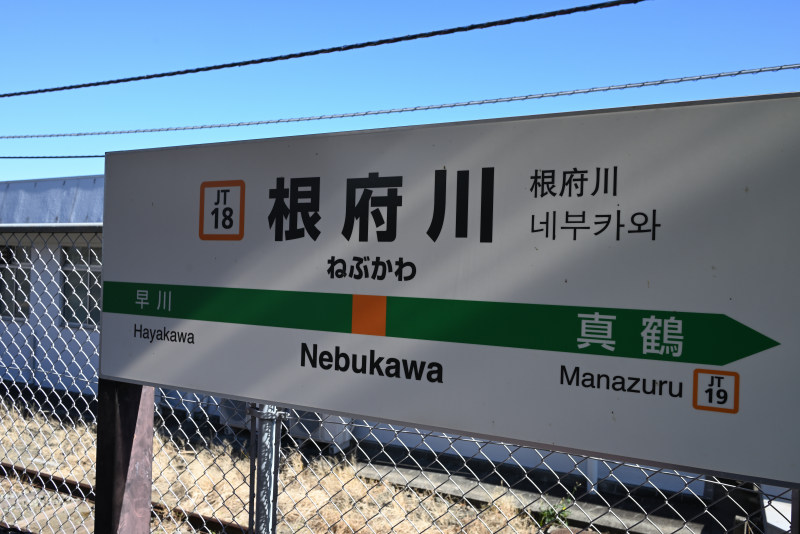 JT
18
根府川
根府川
네부카와
ねぶかわ
早川
真鶴
Hayakawa
Nebukawa
Manazuru
JT
19